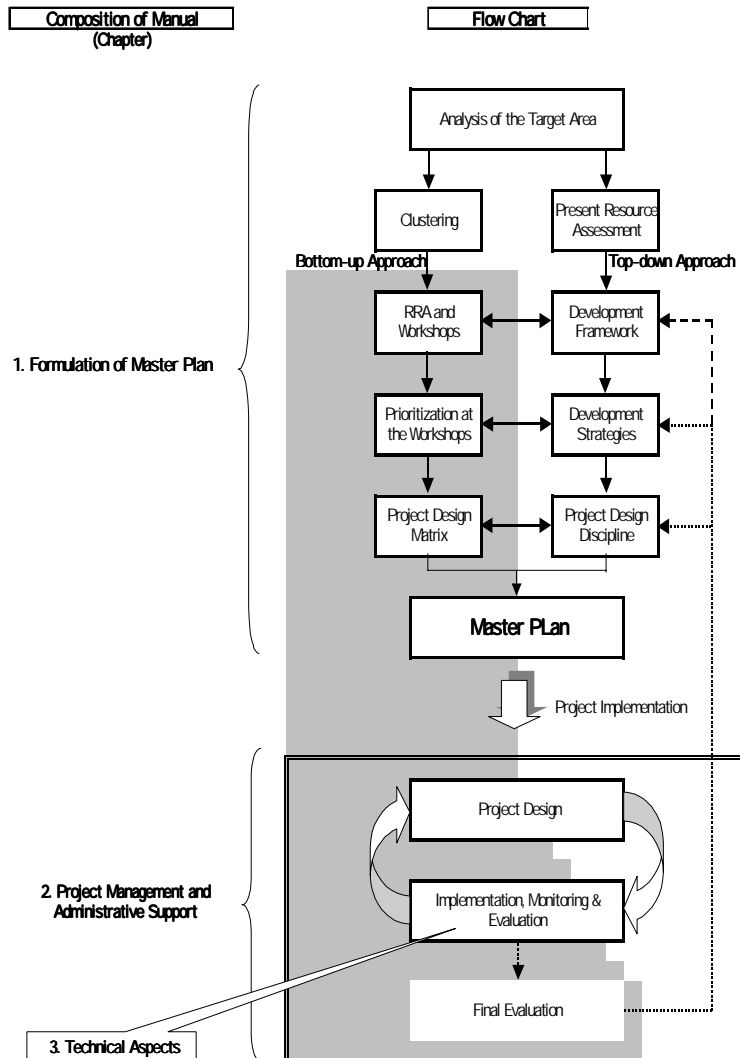 Composition of Manual
(Chapter)
Flow Chart
Analysis of the Target Area
Clustering
Present Resource
Assessment
Bottom-up Approach
Top-down Approach
RRA and
Workshops
Development
Framework
1. Formulation of Master Plan
Prioritization at
the Workshops
Development
Strategies
Project Design
Matrix
Project Design
Discipline
Master PLan
Project Implementation
Project Design
2. Project Management and
Administrative Support
Implementation, Monitoring &
Evaluation
Final Evaluation
3. Technical Aspects